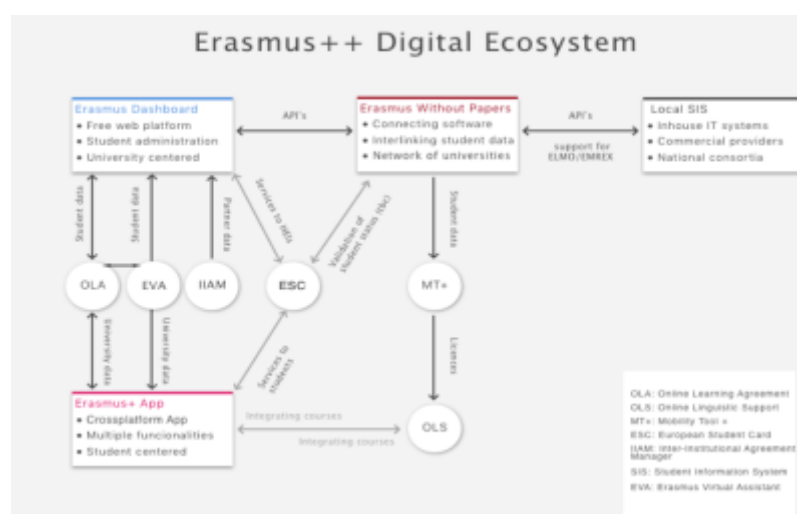 Erasmus++ Digital Ecosystem
Erasmus Dashboard
• Free web platform
• Student administration
• University centered
API's
Erasmus Without Papers
• Connecting software
• Interlinking student data
• Network of universities
API's
support for
ELMO/EMREX
Local SIS
• Inhouse IT systems
• Commercial providers
• National consortia
Student data
Student data
Partner data
Services to HEIs
Validation of
student status (tbc)
Student data
OLA
EVA
IIAM
ESC
MT+
University
data
University
data
Services to
students
Licences
Erasmus+ App
• Crossplatform App
• Multiple funcionalities
• Student centered
Integrating courses
Integrating courses
OLS
OLA: Online Learning Agreement
OLS: Online Linguistic Support
MT+: Mobility Tool +
ESC: European Student Card
IIAM: Inter-Institutional Agreement
Manager
SIS: Student Information System
EVA: Erasmus Virtual Assistant